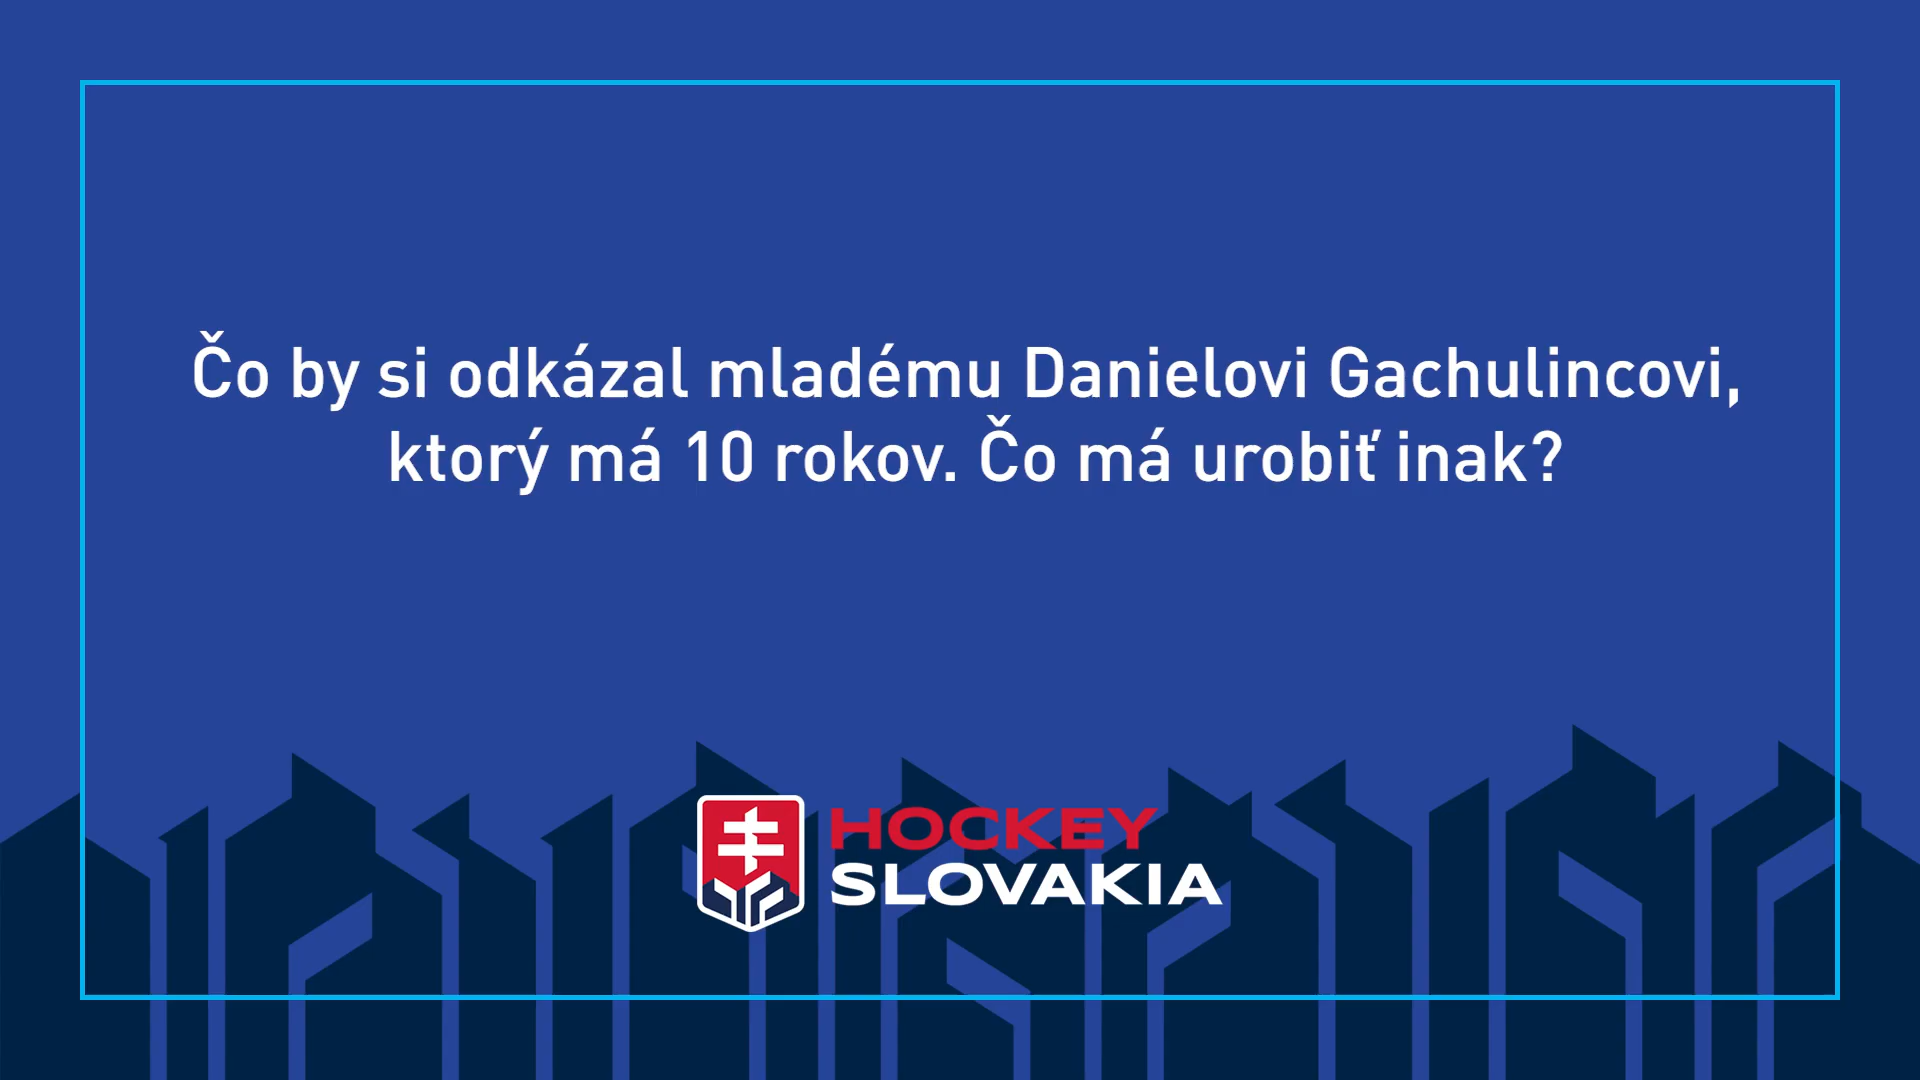 Čo by si odkázal mladému Danielovi Gachulincovi,
ktorý má 10 rokov. Čo má urobiť inak?
HOCKEY
SLOVAKIA